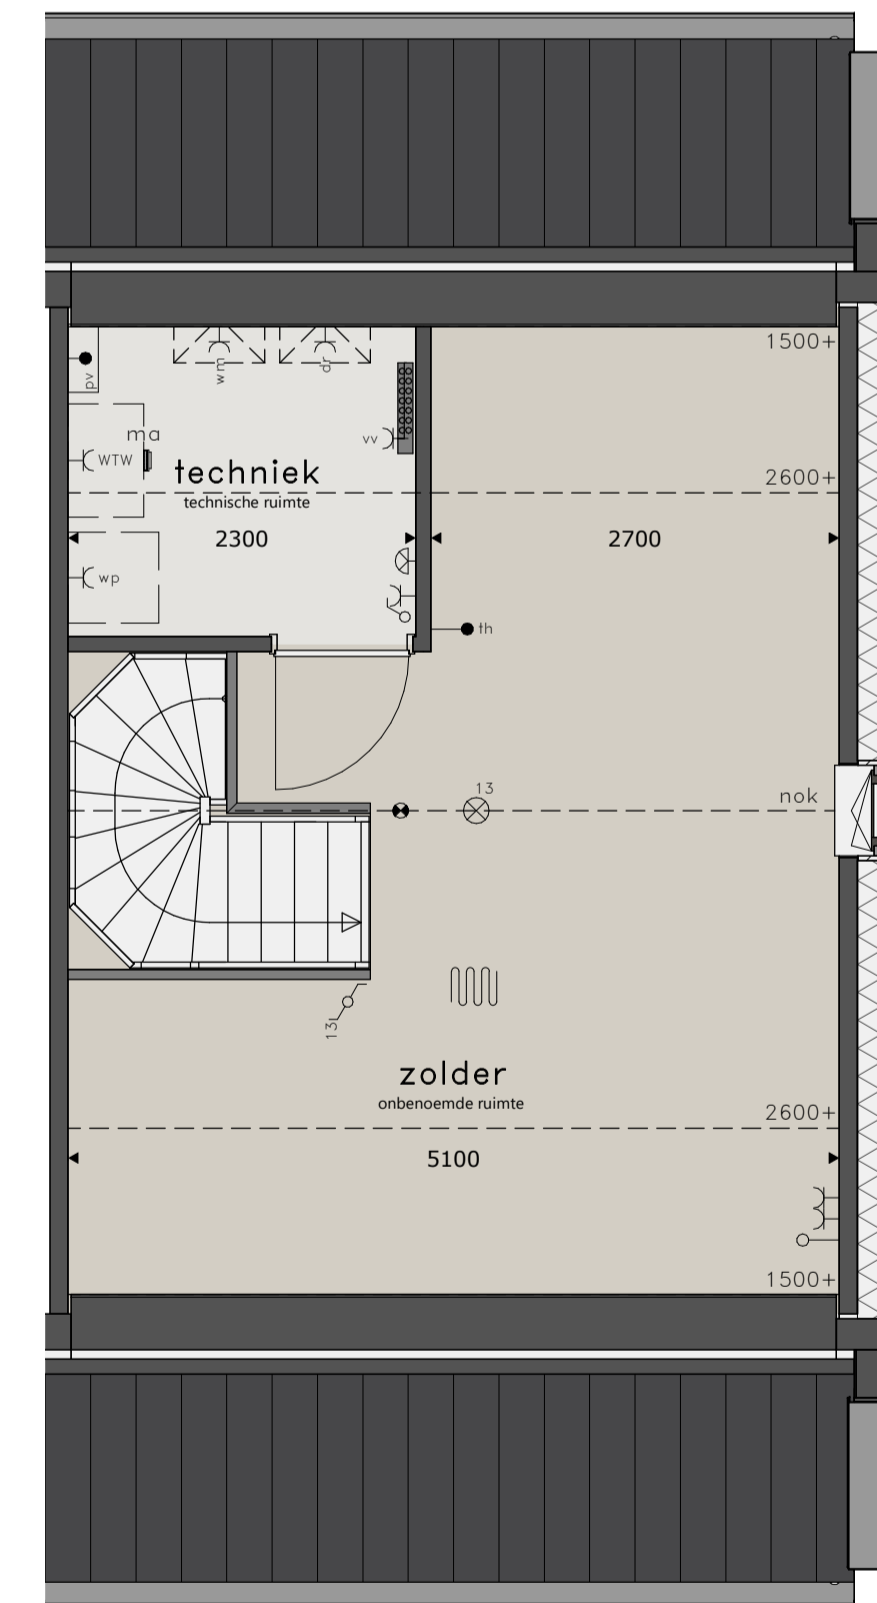 1500+
pv
wm
dr
ma
vv
WTW
techniek
2600+
technische ruimte
2300
2700
wp
th
13
nok
13
zolder
onbenoemde ruimte
2600+
5100
1500+